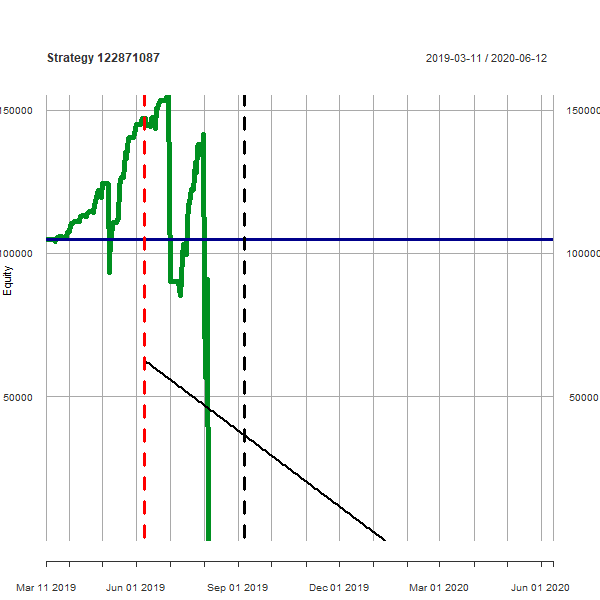 Strategy 122871087 2019-03-11 / 2020-06-12
150000 150000
100000 100000
Equity
50000 50000
Mar 11 2019 Jun 01 2019 Sep 01 2019 Dec 01 2019 Mar 01 2020 Jun 01 2020